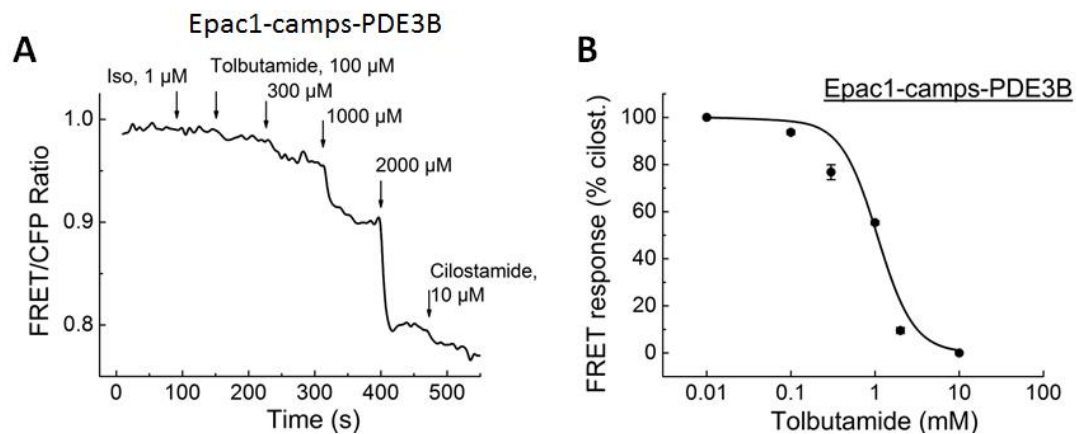 Epac1-camps-PDE3B
A
Iso, 1 µM
Tolbutamide, 100 µM
300 µM
1000 µM
2000 µM
Cilostamide,
10 µM
FRET/CFP Ratio
1.0
0.9
0.8
0 100 200 300 400 500
Time (s)
B
Epac1-camps-PDE3B
FRET response (% cilost.)
100
80
60
40
20
0
0.01 0.1 1 10 100
Tolbutamide (mM)